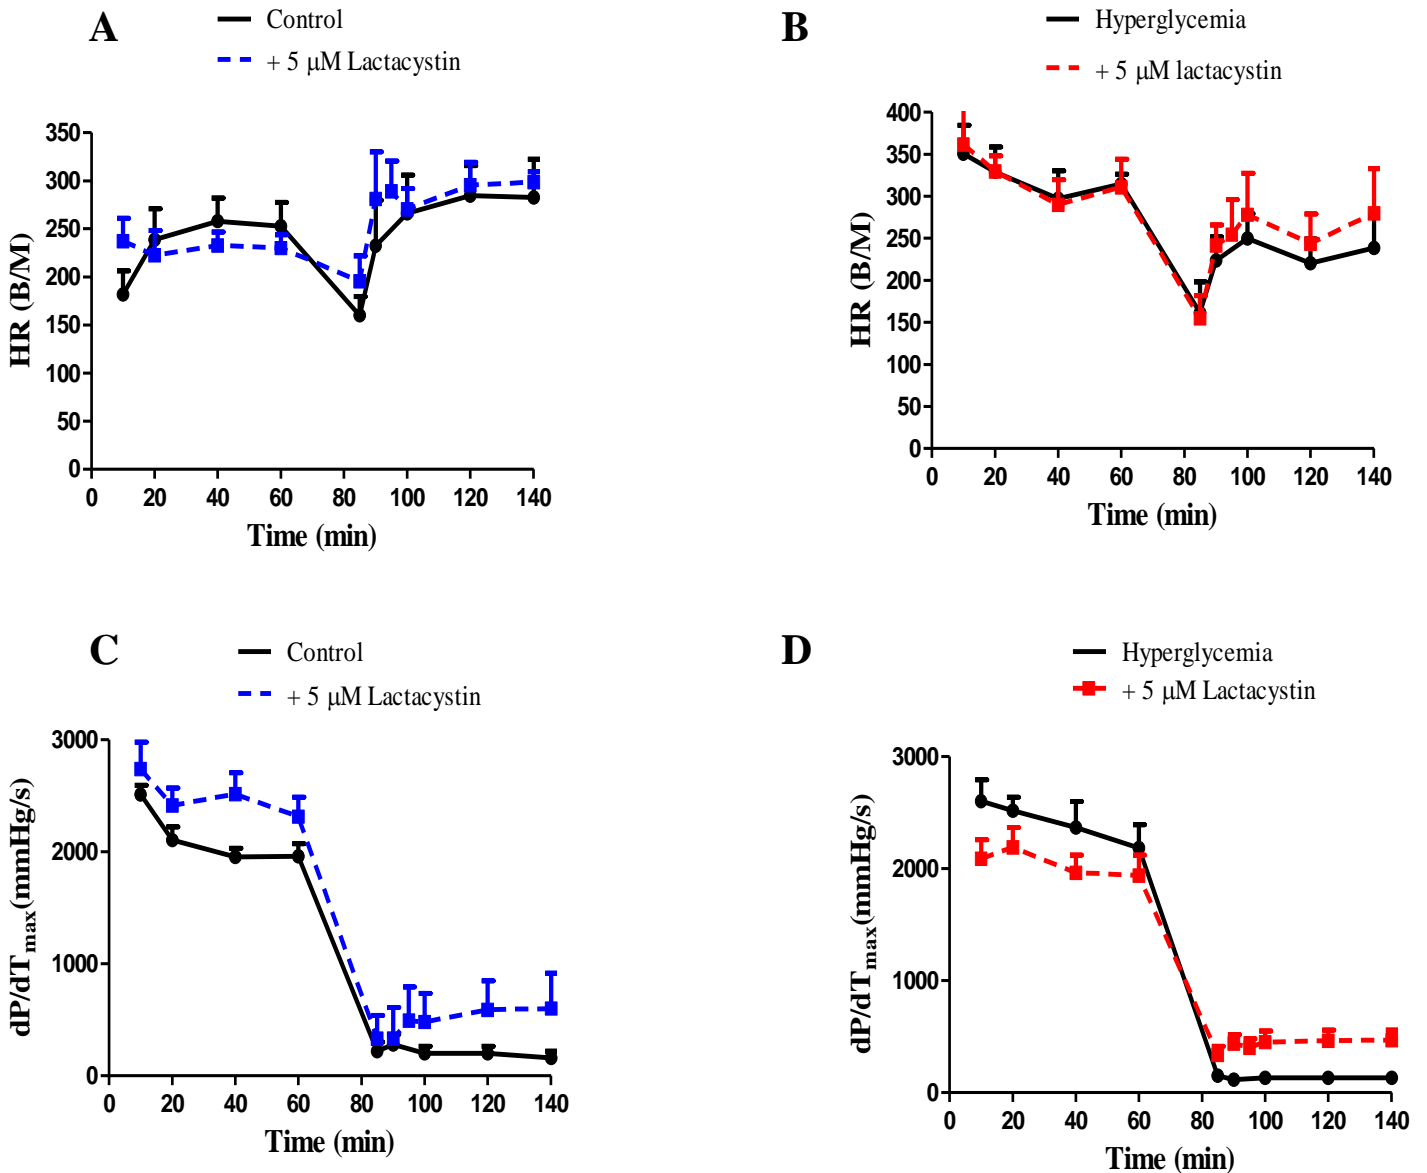 A
Control
+ 5 μM Lactacystin
350
300
250
200
150
100
50
0
HR (B/M)
0 20 40 60 80 100 120 140
Time (min)
B
Hyperglycemia
+ 5 μM lactacystin
400
350
300
250
200
150
100
50
0
HR (B/M)
0 20 40 60 80 100 120 140
Time (min)
C
Control
+ 5 μM Lactacystin
3000
2000
1000
0
dP/dTmax(mmHg/s)
0 20 40 60 80 100 120 140
Time (min)
D
Hyperglycemia
+ 5 μM Lactacystin
3000
2000
1000
0
dP/dTmax(mmHg/s)
0 20 40 60 80 100 120 140
Time (min)